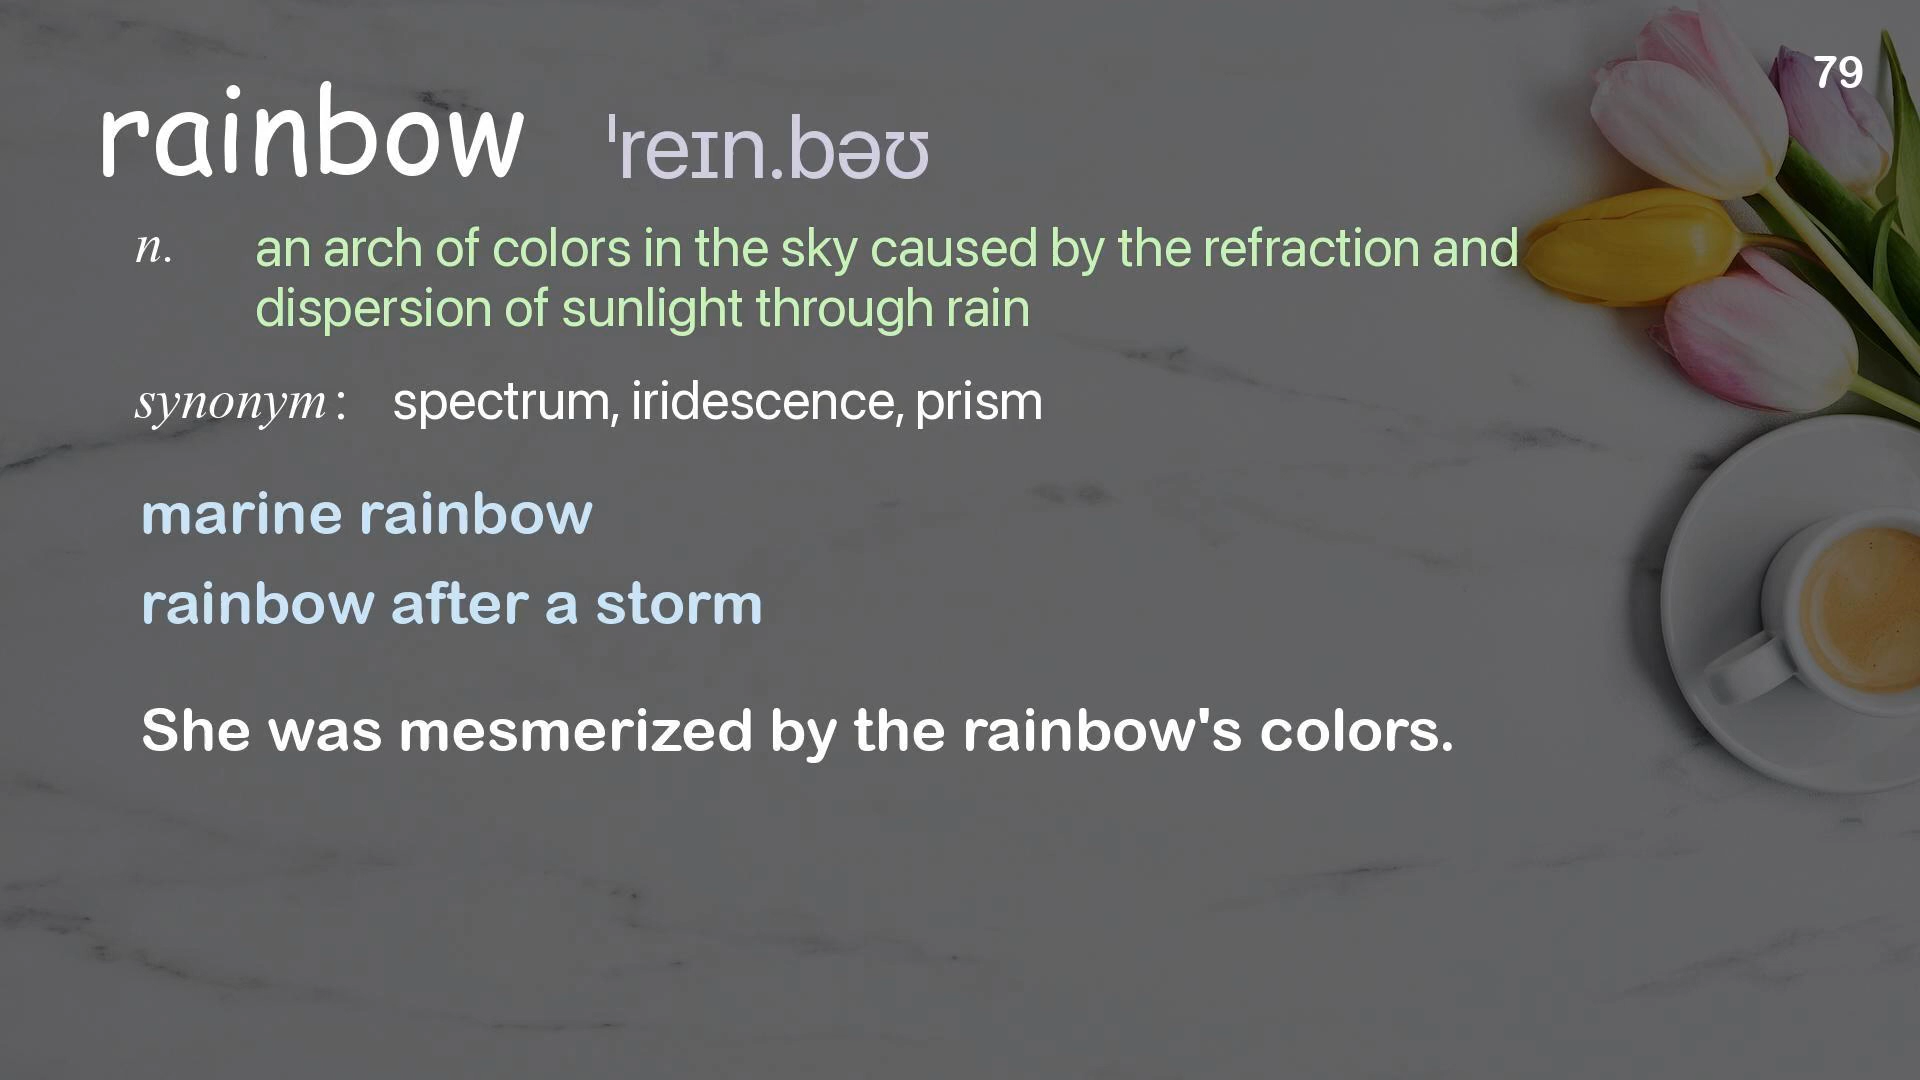 79
rainbow ˈreɪn.bəʊ
n. an arch of colors in the sky caused by the refraction and
dispersion of sunlight through rain
synonym: spectrum, iridescence, prism
marine rainbow
rainbow after a storm
She was mesmerized by the rainbow's colors.